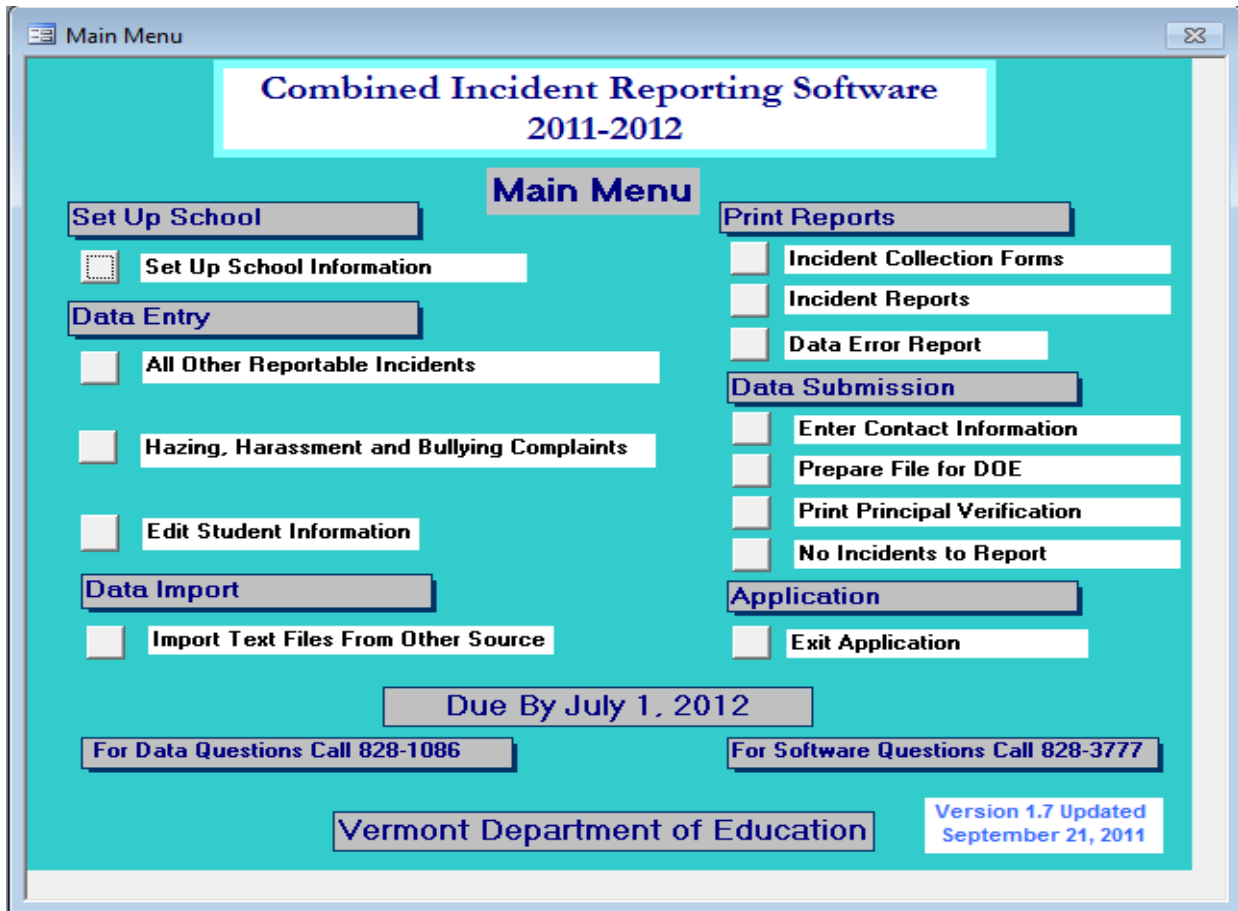 Main Menu
Combined Incident Reporting Software
2011-2012
Main Menu
Set Up School
Set Up School Information
Data Entry
All Other Reportable Incidents
Hazing, Harassment and Bullying Complaints
Edit Student Information
Data Import
Import Text Files From Other Source
Print Reports
Incident Collection Forms
Incident Reports
Data Error Report
Data Submission
Enter Contact Information
Prepare File for DOE
Print Principal Verification
No Incidents to Report
Application
Exit Application
Due By July 1, 2012
For Data Questions Call 828-1086
For Software Questions Call 828-3777
Vermont Department of Education
Version 1.7 Updated
September 21, 2011